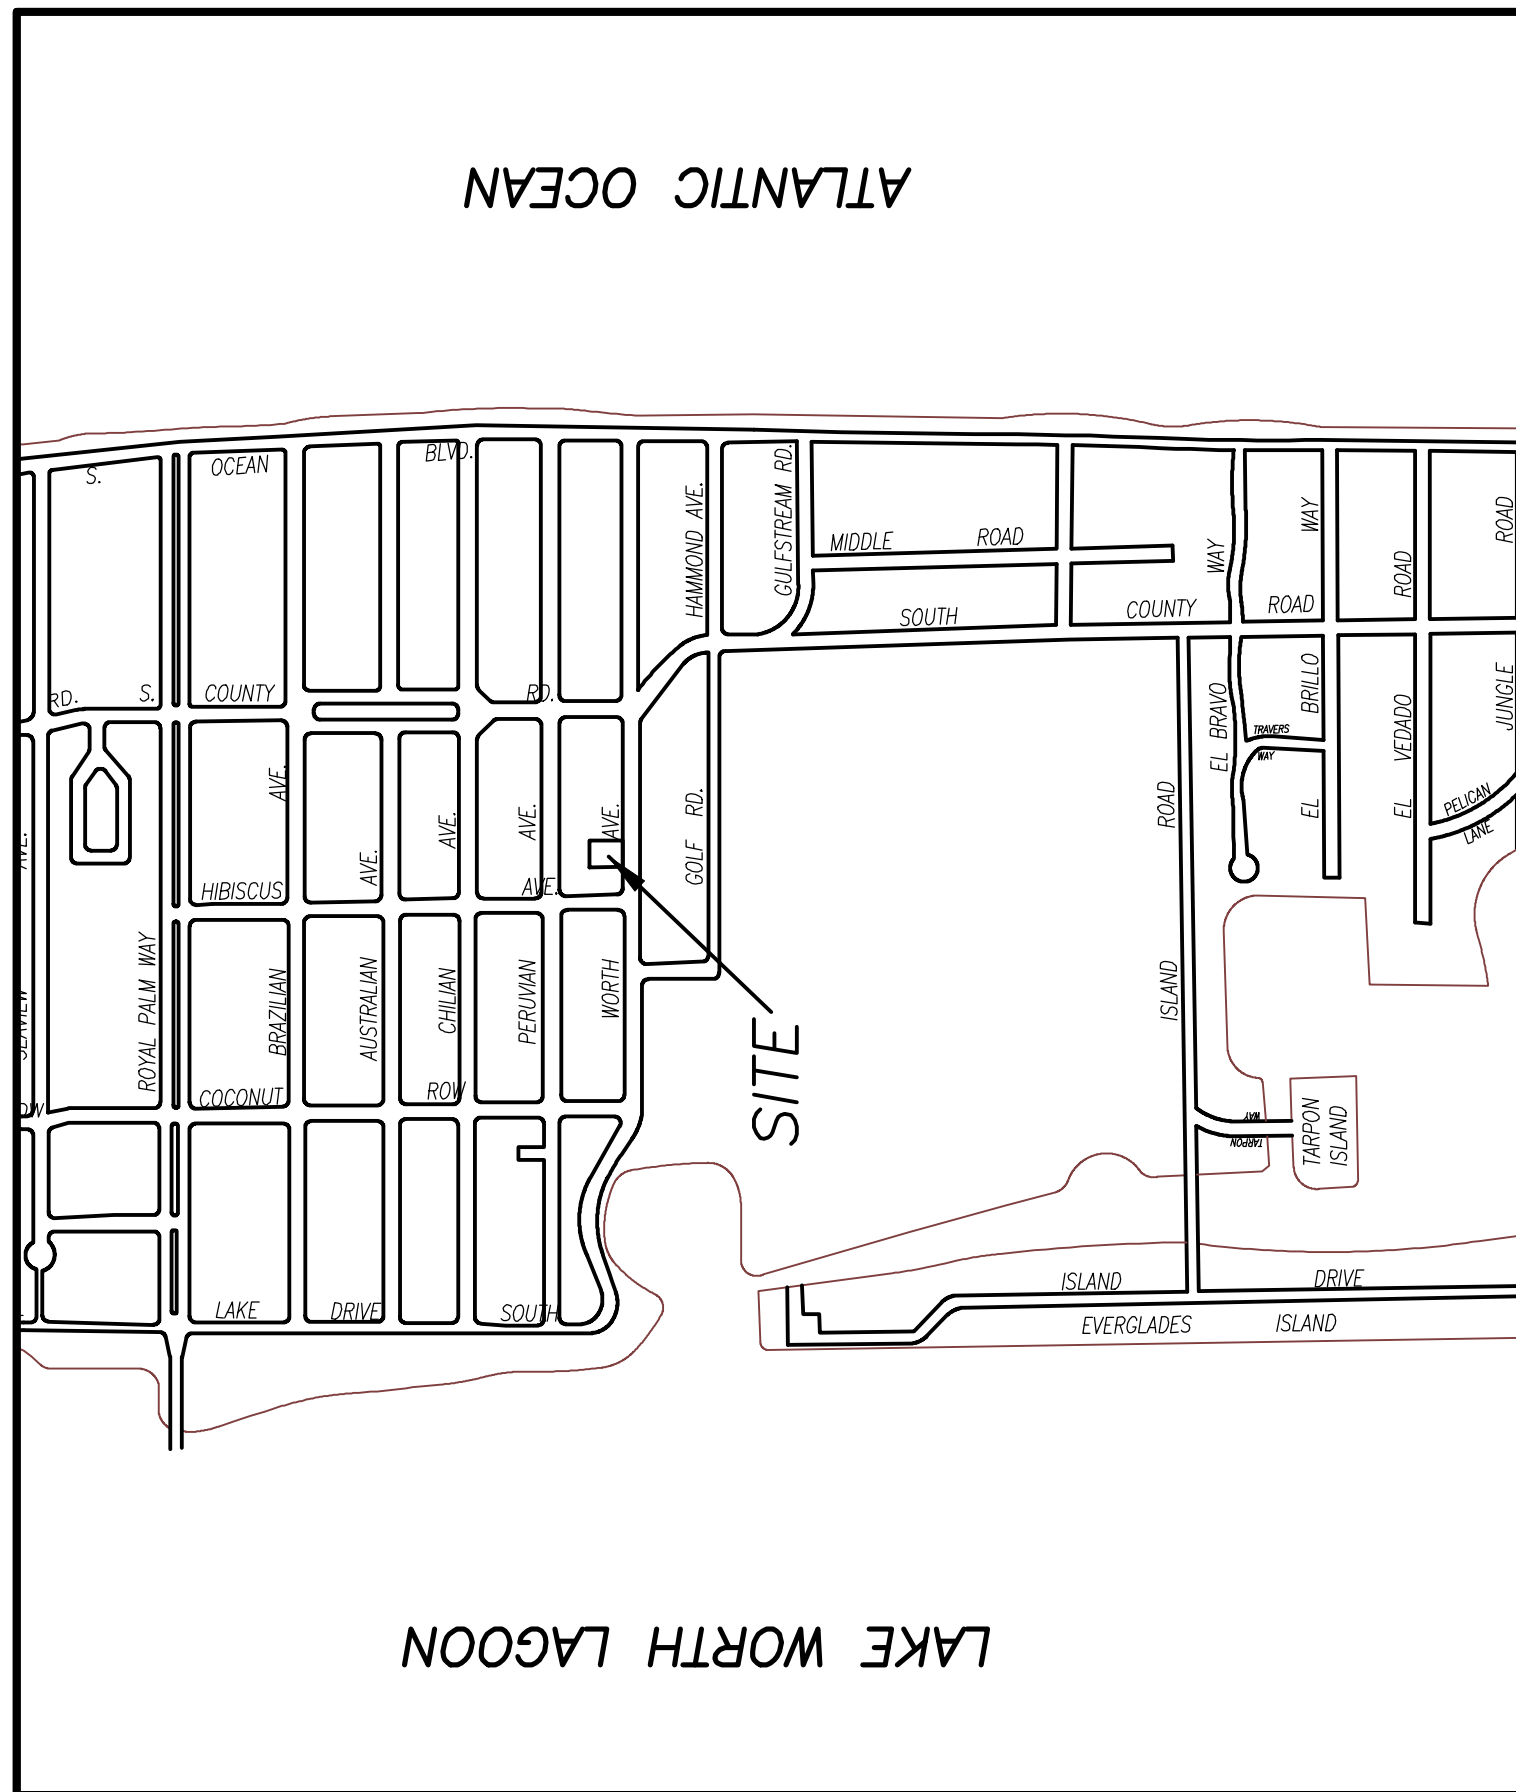 ATLANTIC OCEAN
S.
OCEAN
BLVD.
HAMMOND AVE.
GULFSTREAM RD.
MIDDLE ROAD
SOUTH COUNTY ROAD
RD.
S.
COUNTY
RD.
EL BRAVO WAY
TRAVERS
WAY
EL BRILLO WAY
EL VEDADO ROAD
JUNGLE ROAD
PELICAN
LANE
AVE.
ROYAL PALM WAY
BRAZILIAN AVE.
AUSTRALIAN AVE.
CHILIAN AVE.
PERUVIAN AVE.
WORTH AVE.
GOLF RD.
HIBISCUS
AVE.
SITE
ISLAND ROAD
COCONUT
ROW
WAY
TARPON
TARPON
ISLAND
LAKE
DRIVE
SOUTH
ISLAND DRIVE
EVERGLADES ISLAND
LAKE WORTH LAGOON